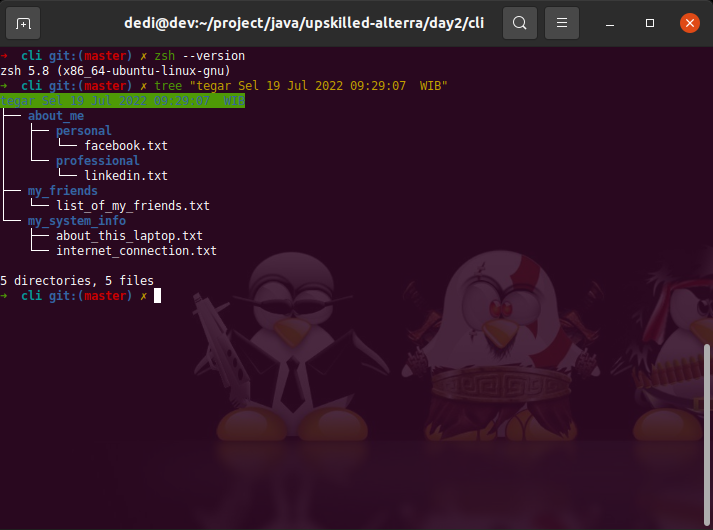 dedi@dev:~/project/java/upskilled-alterra/day2/cli
➜  cli git:(master) ✗ zsh --version
zsh 5.8 (x86_64-ubuntu-linux-gnu)
➜  cli git:(master) ✗ tree "tegar Sel 19 Jul 2022 09:29:07  WIB"
tegar Sel 19 Jul 2022 09:29:07  WIB
├── about_me
│   ├── personal
│   │   └── facebook.txt
│   └── professional
│       └── linkedin.txt
├── my_friends
│   └── list_of_my_friends.txt
└── my_system_info
    ├── about_this_laptop.txt
    └── internet_connection.txt
5 directories, 5 files
➜  cli git:(master) ✗